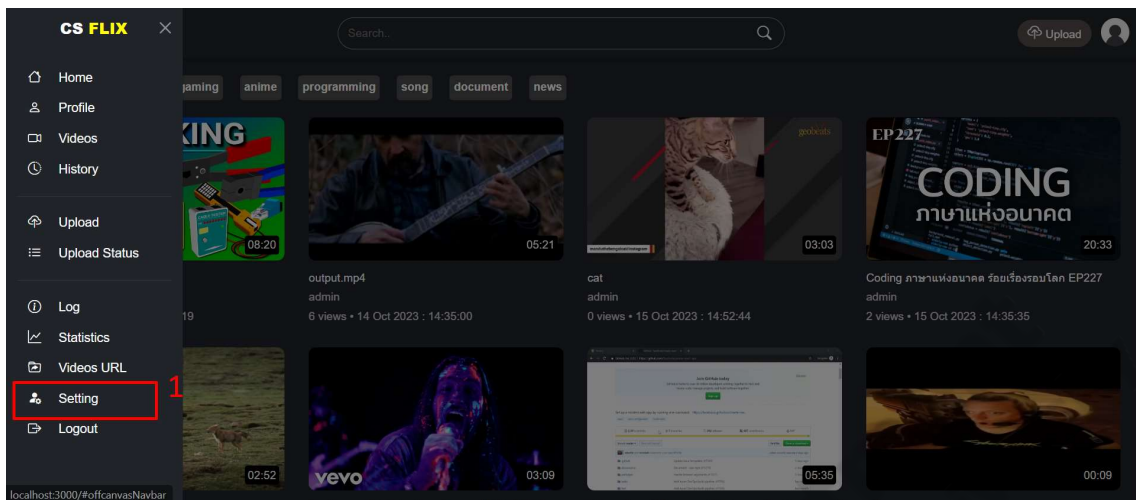 CS FLIX
Search..
Upload
Home
Profile
Videos
History
Upload
Upload Status
Log
Statistics
Videos URL
Setting
1
Logout
gaming anime programming song document news
KING
08:20
19
05:21
output.mp4
admin
6 views • 14 Oct 2023 : 14:35:00
geobeats
03:03
cat
admin
0 views • 15 Oct 2023 : 14:52:44
EP227
CODING
ภาษาแห่งอนาคต
20:33
Coding ภาษาแห่งอนาคต ร้อยเรื่องรอบโลก EP227
admin
2 views • 15 Oct 2023 : 14:35:35
02:52
vevo
03:09
05:35
00:09
localhost:3000/#offcanvasNavbar